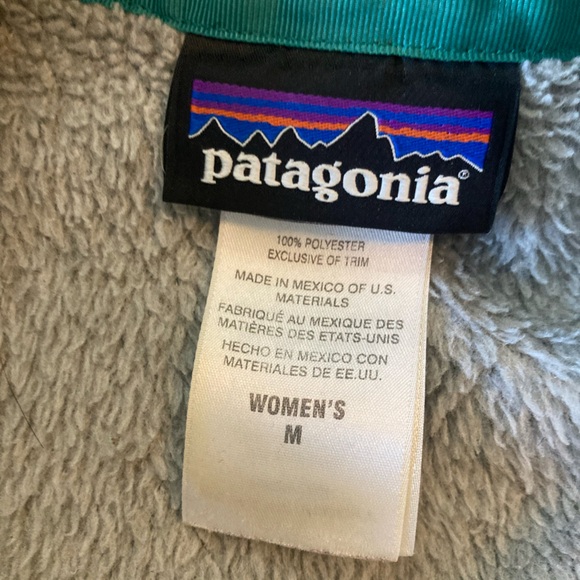 patagonia®
100% POLYESTER
EXCLUSIVE OF TRIM
MADE IN MEXICO OF U.S.
MATERIALS
FABRIQUÉ AU MEXIQUE DES
MATIÈRES DES ETATS-UNIS
HECHO EN MEXICO CON
MATERIALES DE EE.UU.
WOMEN'S
M